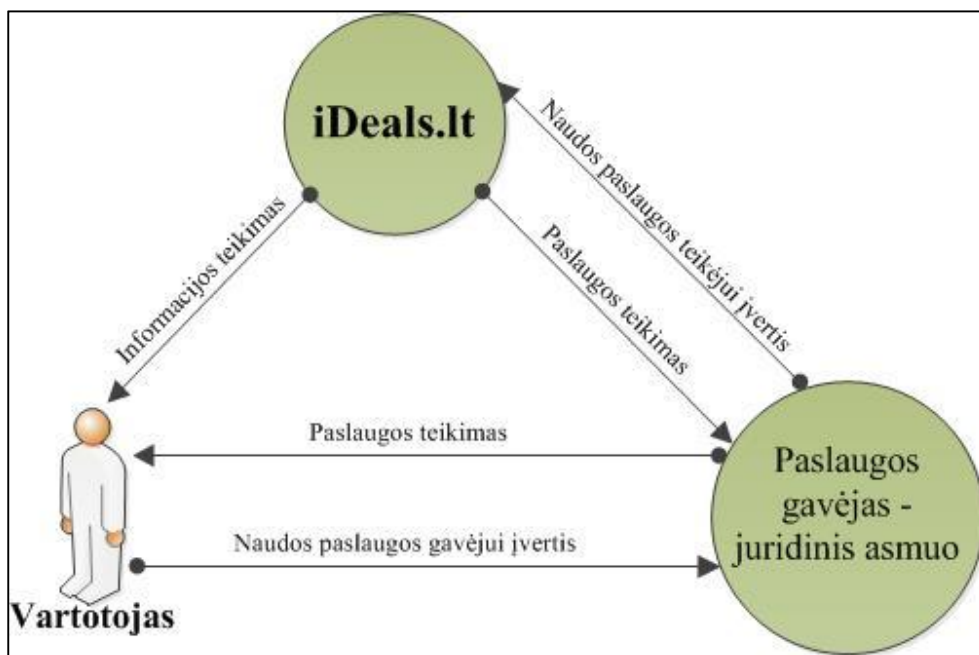 iDeals.lt
Naudos paslaugos teikėjui įvertis
Informacijos teikimas
Paslaugos teikimas
Paslaugos teikimas
Paslaugos
gavėjas -
juridinis asmuo
Naudos paslaugos gavėjui įvertis
Vartotojas